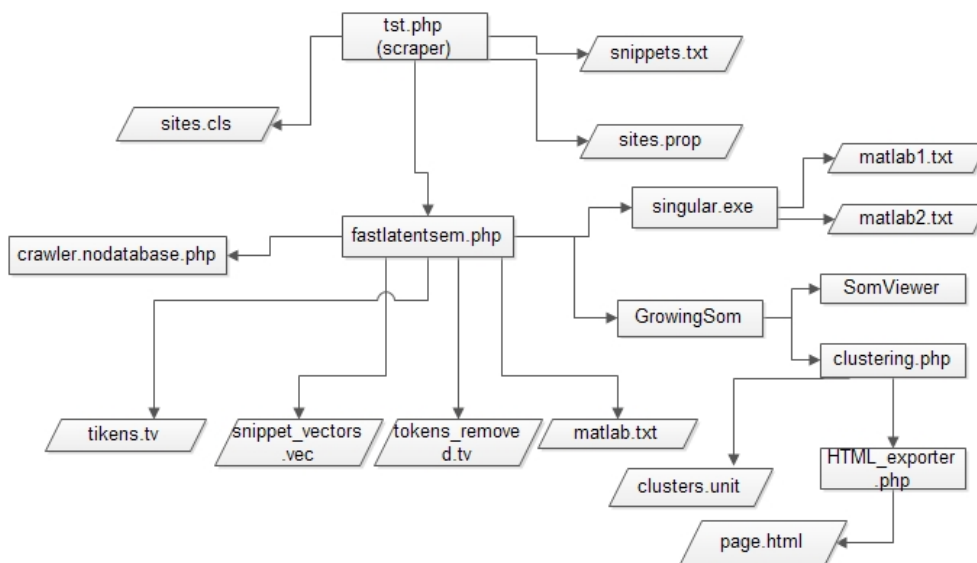 tst.php
(scraper)
snippets.txt
sites.cls
sites.prop
matlab1.txt
singular.exe
matlab2.txt
fastlatentsem.php
crawler.nodatabase.php
SomViewer
GrowingSom
clustering.php
tikens.tv
snippet_vectors
.vec
tokens_remove
d.tv
matlab.txt
HTML_exporter
.php
clusters.unit
page.html